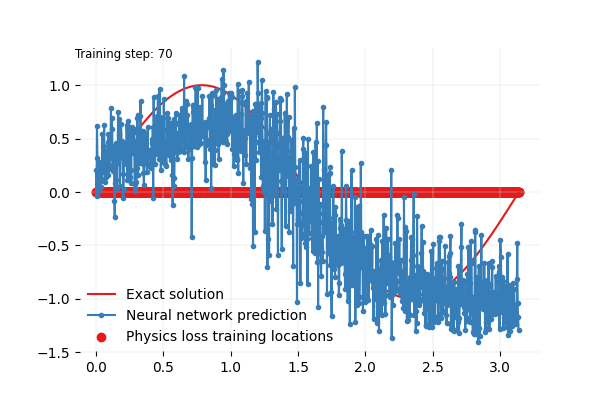 Training step: 70
1.0
0.5
0.0
−0.5
−1.0
−1.5
Exact solution
Neural network prediction
Physics loss training locations
0.0 0.5 1.0 1.5 2.0 2.5 3.0